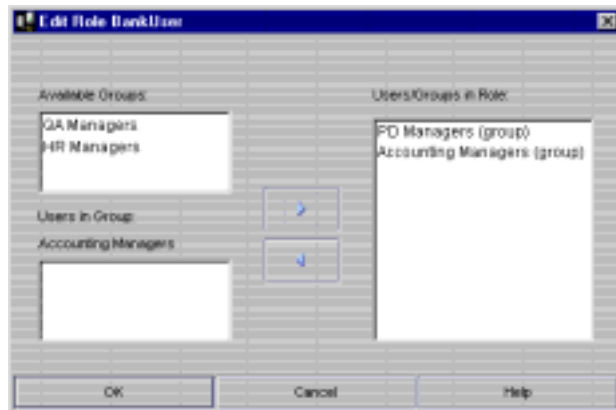 Edit Role BankUser
Available Groups:
QA Managers
HR Managers
Users in Group:
Accounting Managers
Users/Groups in Role:
PD Managers (group)
Accounting Managers (group)
OK
Cancel
Help